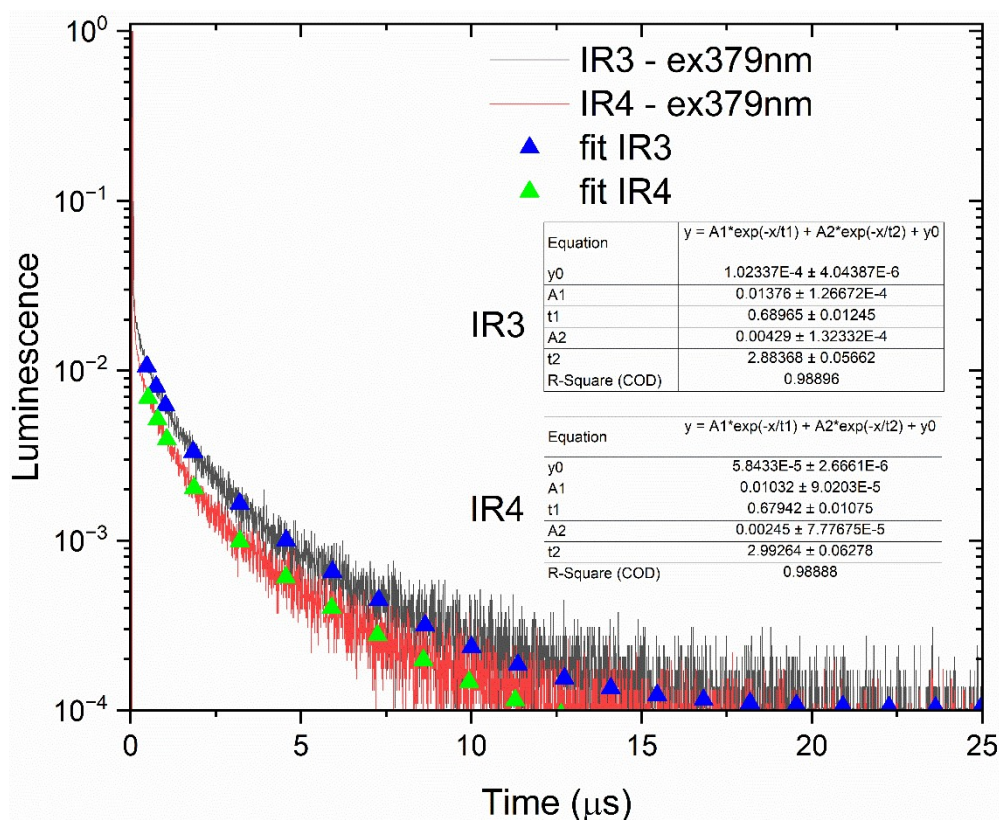 10⁰
10⁻¹
10⁻²
10⁻³
10⁻⁴
Luminescence
IR3 - ex379nm
IR4 - ex379nm
fit IR3
fit IR4
IR3
Equation y = A1*exp(-x/t1) + A2*exp(-x/t2) + y0
y0 1.02337E-4 ± 4.04387E-6
A1 0.01376 ± 1.26672E-4
t1 0.68965 ± 0.01245
A2 0.00429 ± 1.32332E-4
t2 2.88368 ± 0.05662
R-Square (COD) 0.98896
IR4
Equation y = A1*exp(-x/t1) + A2*exp(-x/t2) + y0
y0 5.8433E-5 ± 2.6661E-6
A1 0.01032 ± 9.0203E-5
t1 0.67942 ± 0.01075
A2 0.00245 ± 7.77675E-5
t2 2.99264 ± 0.06278
R-Square (COD) 0.98888
0 5 10 15 20 25
Time (μs)